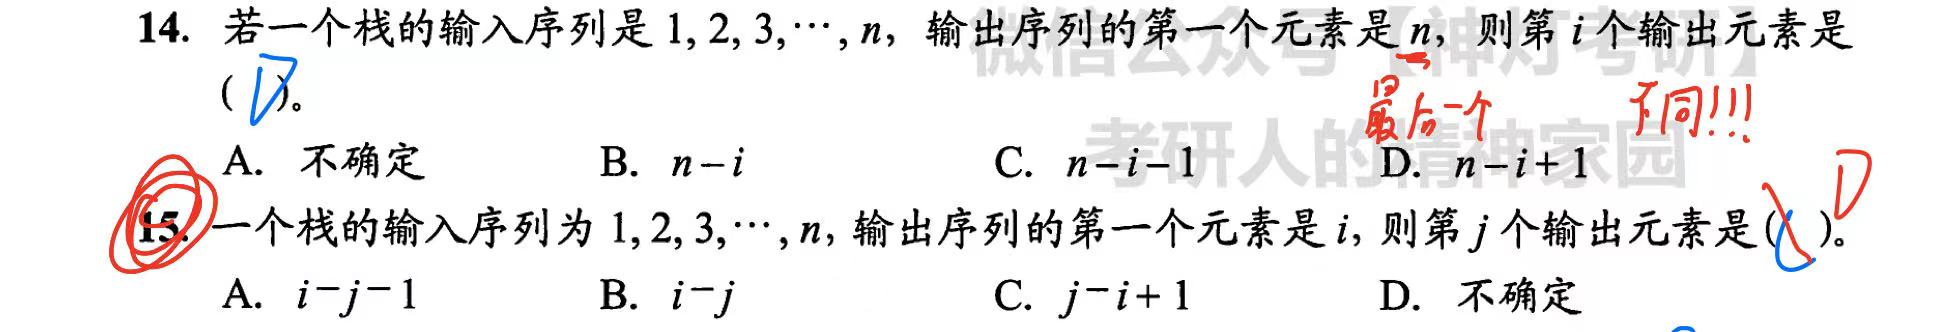 14. 若一个栈的输入序列是 1, 2, 3,⋯, n，输出序列的第一个元素是 n，则第 i 个输出元素是
( D )。
最后一个 下同!!!
A. 不确定 B. n−i C. n−i−1 D. n−i+1
15. 一个栈的输入序列为 1, 2, 3,⋯, n, 输出序列的第一个元素是 i, 则第 j 个输出元素是( )。 D
A. i−j−1 B. i−j C. j−i+1 D. 不确定
微信公众号【神灯考研】
考研人的精神家园